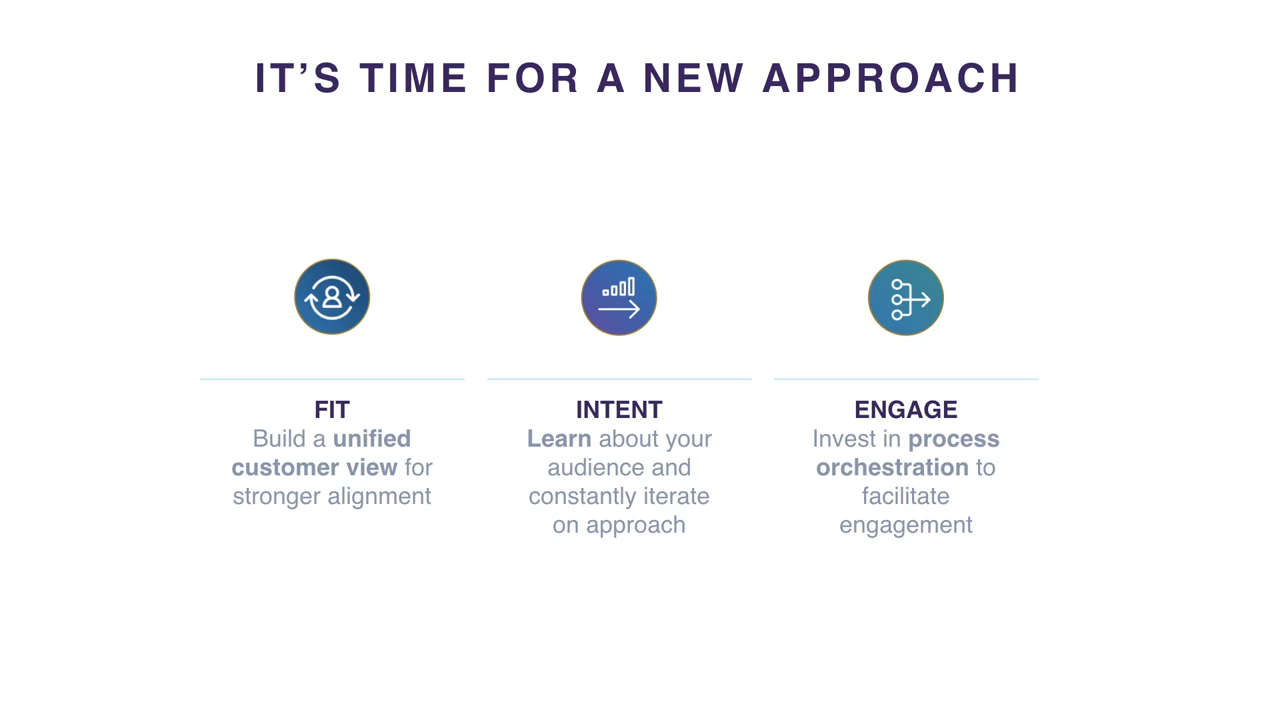 IT’S TIME FOR A NEW APPROACH
FIT
Build a unified
customer view for
stronger alignment
INTENT
Learn about your
audience and
constantly iterate
on approach
ENGAGE
Invest in process
orchestration to
facilitate
engagement